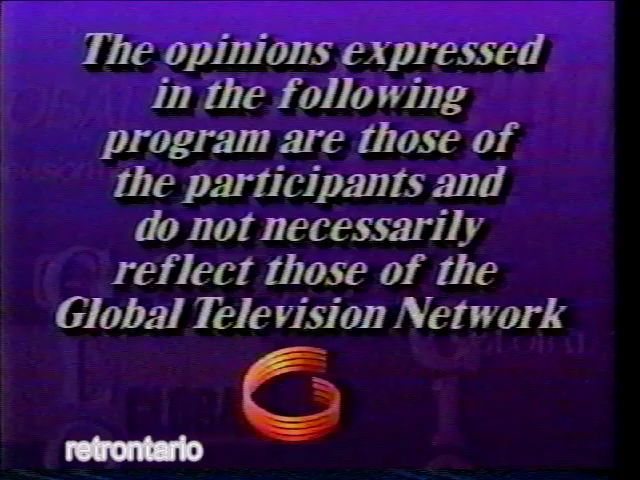 The opinions expressed
in the following
program are those of
the participants and
do not necessarily
reflect those of the
Global Television Network
retrontario